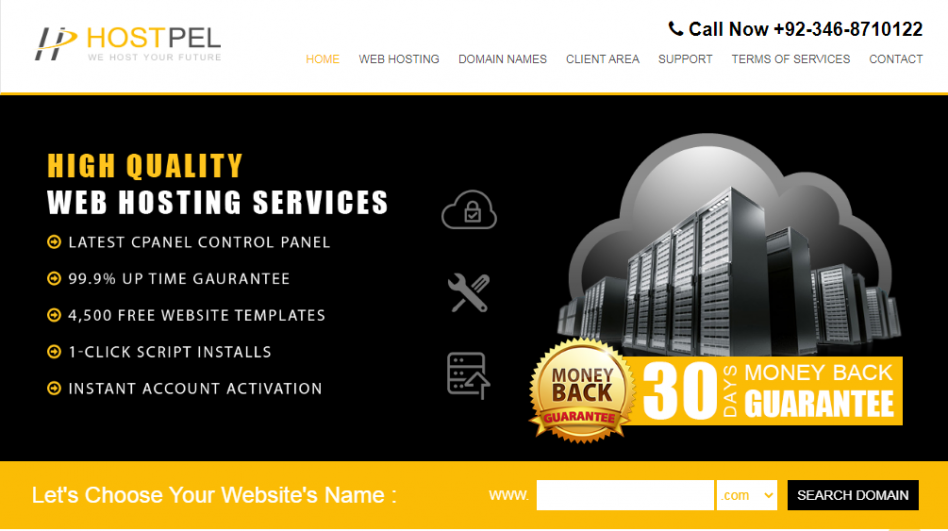 HOSTPEL
WE HOST YOUR FUTURE
Call Now +92-346-8710122
HOME WEB HOSTING DOMAIN NAMES CLIENT AREA SUPPORT TERMS OF SERVICES CONTACT
HIGH QUALITY
WEB HOSTING SERVICES
LATEST CPANEL CONTROL PANEL
99.9% UP TIME GAURANTEE
4,500 FREE WEBSITE TEMPLATES
1-CLICK SCRIPT INSTALLS
INSTANT ACCOUNT ACTIVATION
MONEY
BACK
GUARANTEE
30 DAYS MONEY BACK
GUARANTEE
Let's Choose Your Website's Name : www. .com SEARCH DOMAIN